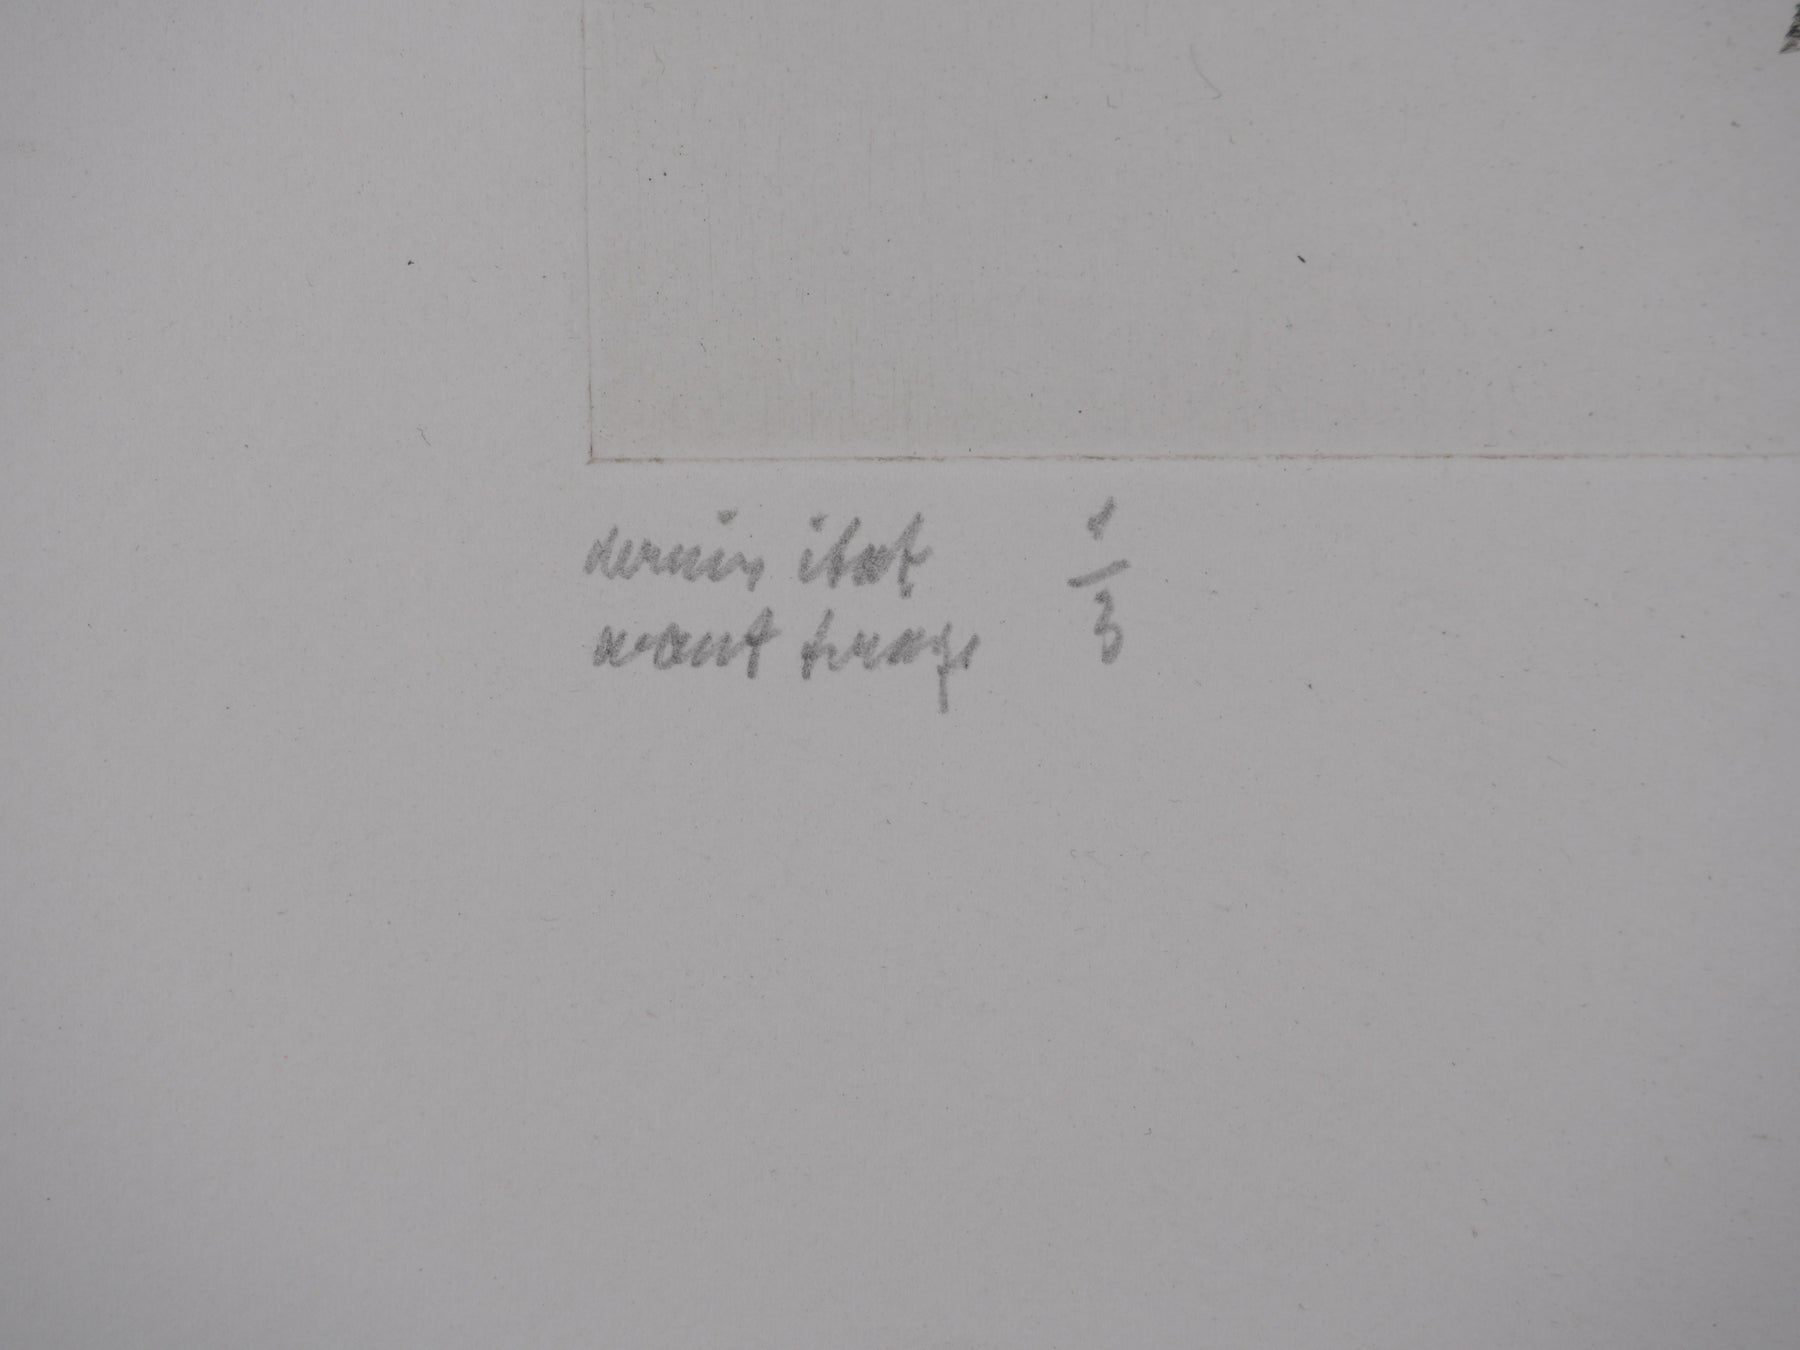 dernier état 1/3
avant tirage